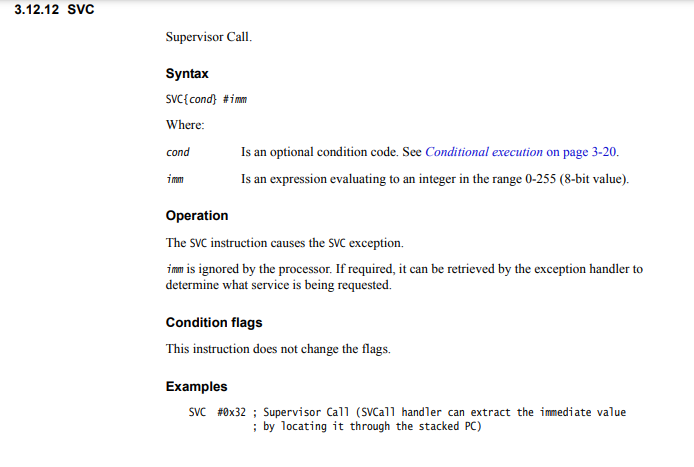 3.12.12 SVC
Supervisor Call.
Syntax
SVC{cond} #imm
Where:
cond Is an optional condition code. See Conditional execution on page 3-20.
imm Is an expression evaluating to an integer in the range 0-255 (8-bit value).
Operation
The SVC instruction causes the SVC exception.
imm is ignored by the processor. If required, it can be retrieved by the exception handler to
determine what service is being requested.
Condition flags
This instruction does not change the flags.
Examples
SVC #0x32 ; Supervisor Call (SVCall handler can extract the immediate value
; by locating it through the stacked PC)